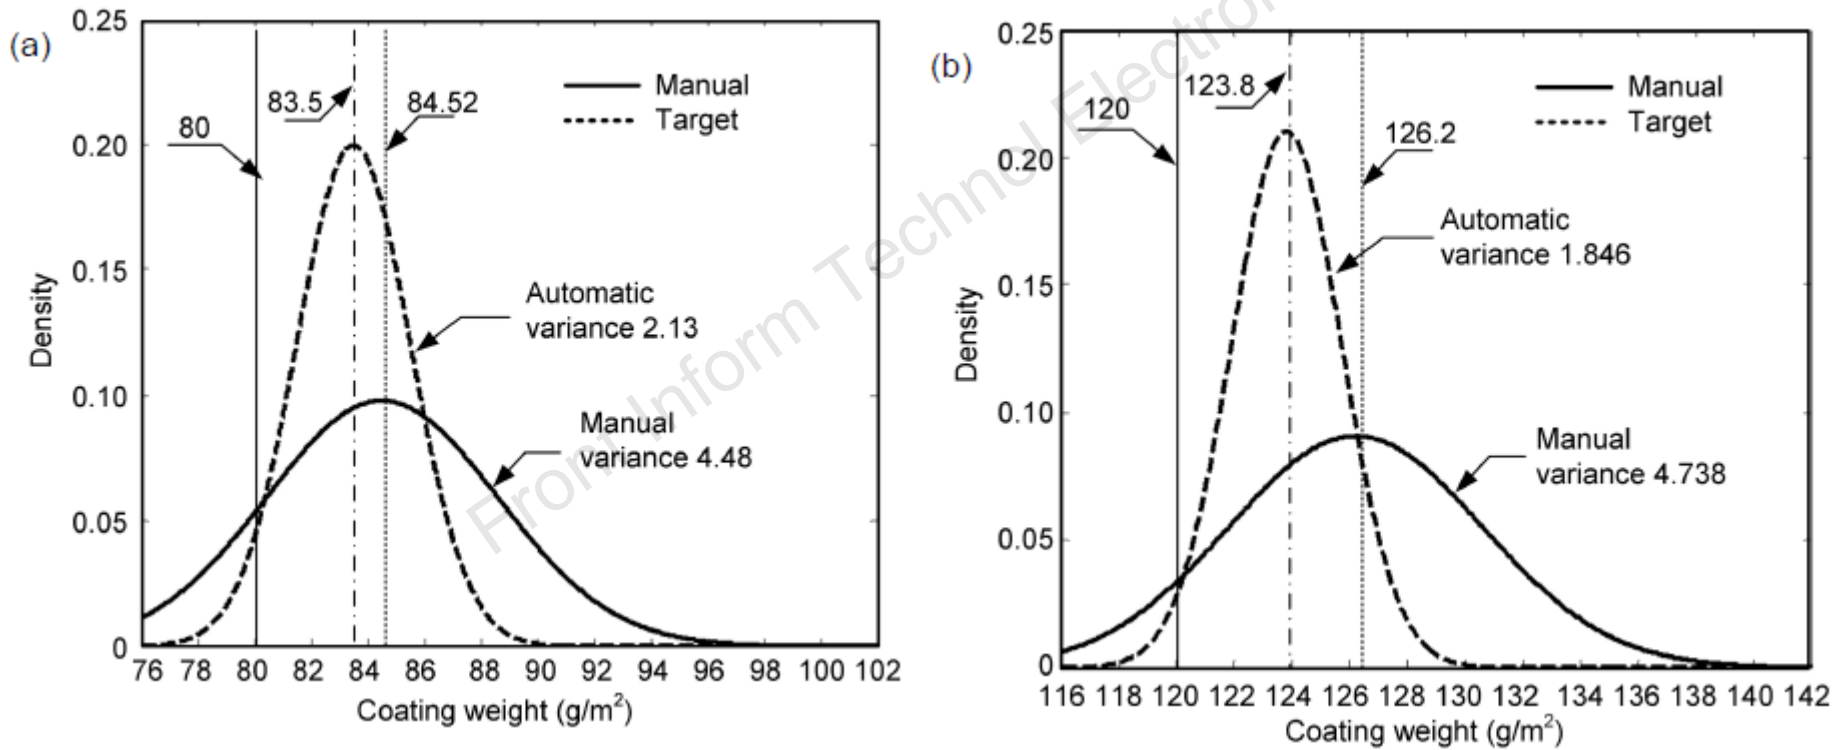 (a)
0.25
0.20
0.15
0.10
0.05
0
Density
80
83.5
84.52
Manual
Target
Automatic
variance 2.13
Manual
variance 4.48
76 78 80 82 84 86 88 90 92 94 96 98 100 102
Coating weight (g/m²)
(b)
0.25
0.20
0.15
0.10
0.05
0
Density
120
123.8
126.2
Manual
Target
Automatic
variance 1.846
Manual
variance 4.738
116 118 120 122 124 126 128 130 132 134 136 138 140 142
Coating weight (g/m²)
Front Inform Technol Electron